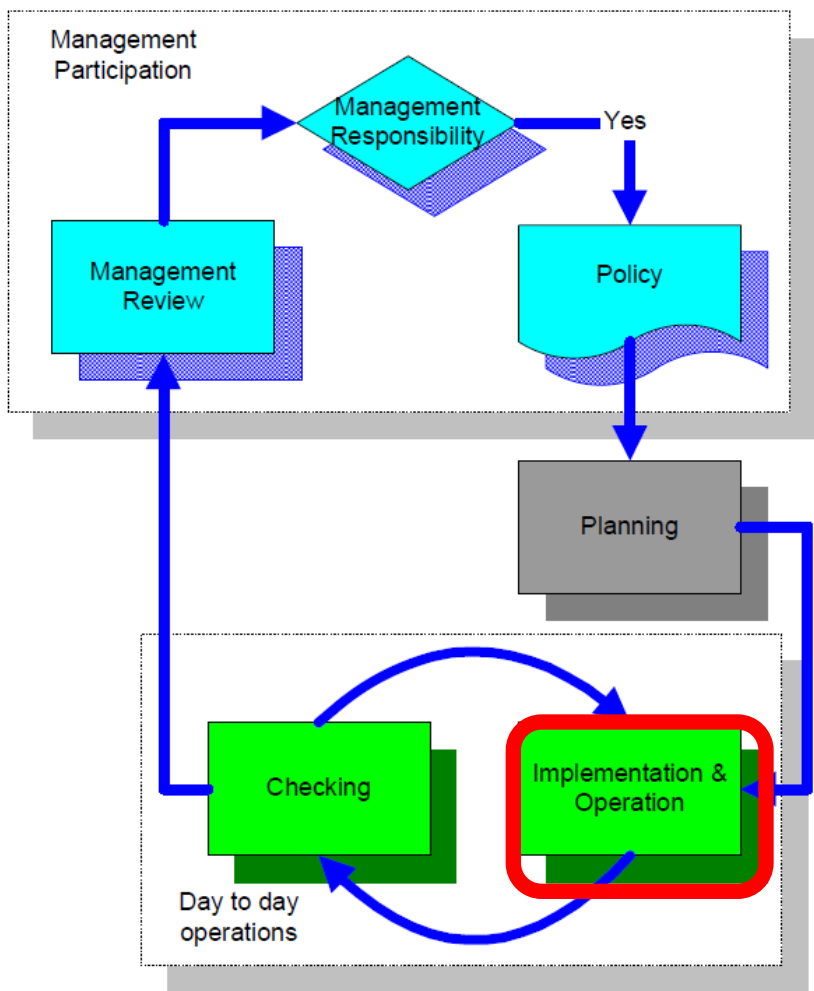 Management
Participation
Management
Responsibility
Yes
Management
Review
Policy
Planning
Checking
Implementation &
Operation
Day to day
operations